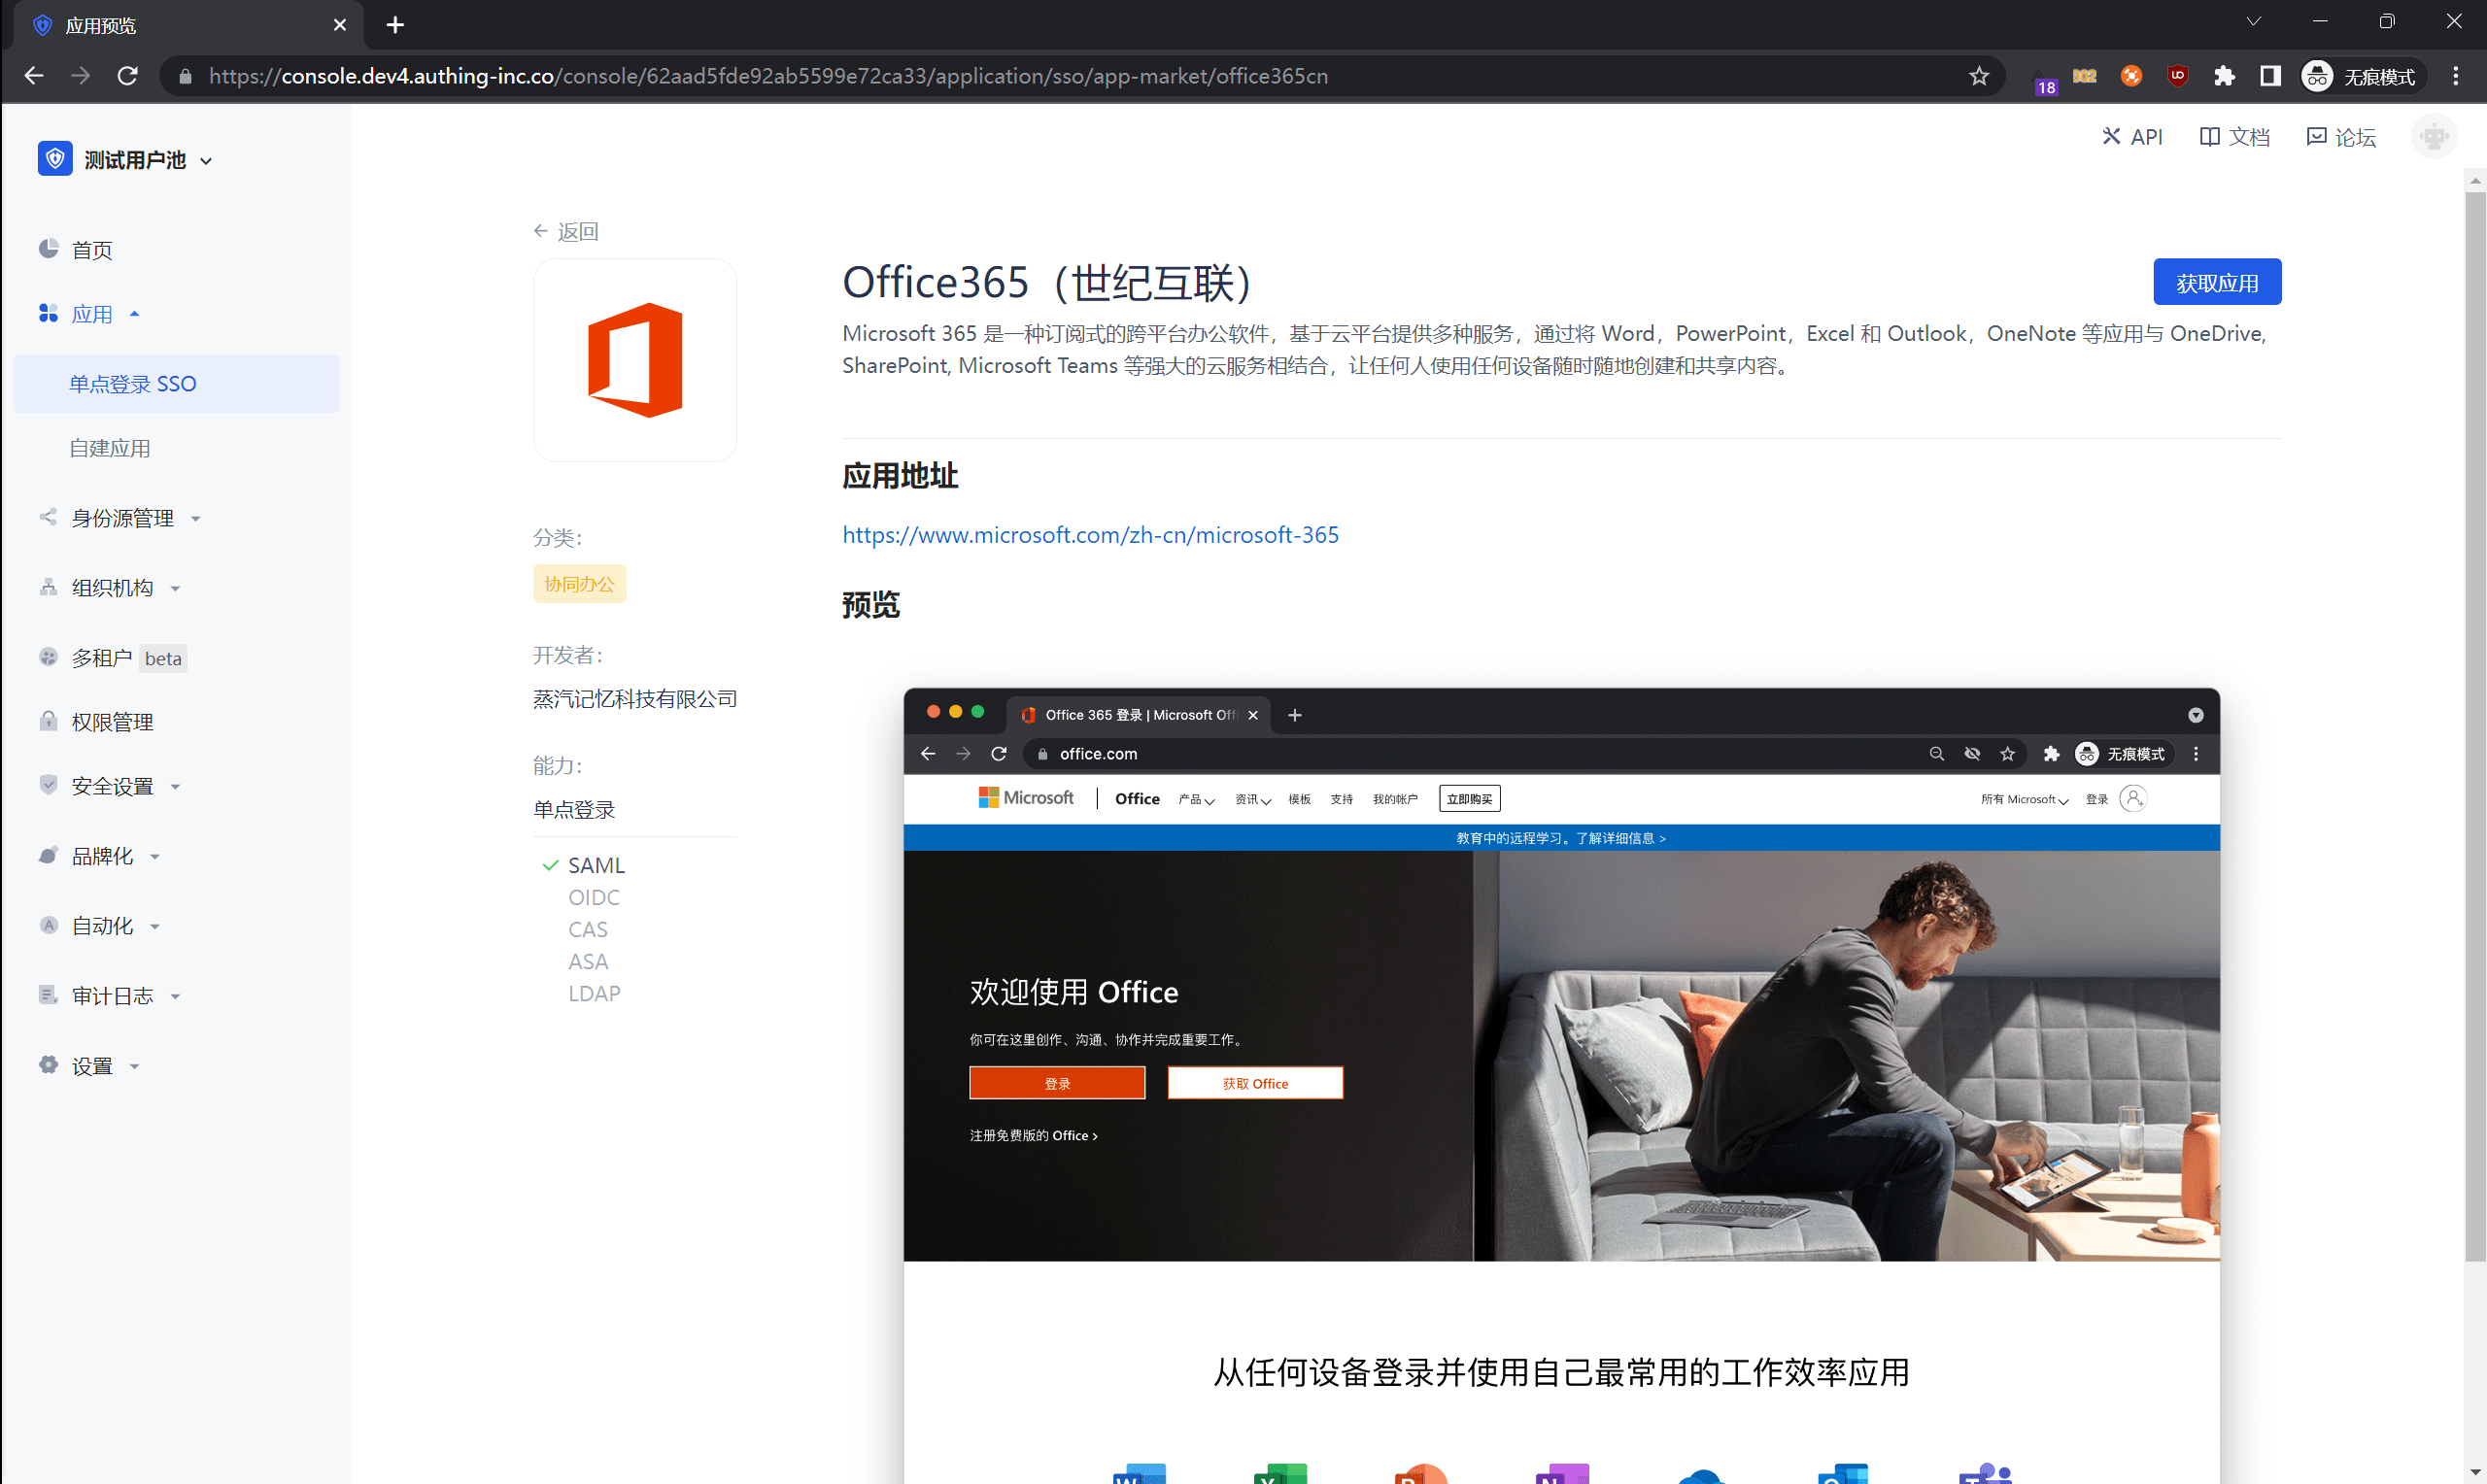 应用预览
https://console.dev4.authing-inc.co/console/62aad5fde92ab5599e72ca33/application/sso/app-market/office365cn
18
302
无痕模式
测试用户池
API
文档
论坛
首页
应用
单点登录 SSO
自建应用
身份源管理
组织机构
多租户 beta
权限管理
安全设置
品牌化
自动化
审计日志
设置
返回
分类：
协同办公
开发者：
蒸汽记忆科技有限公司
能力：
单点登录
SAML
OIDC
CAS
ASA
LDAP
Office365（世纪互联）
获取应用
Microsoft 365 是一种订阅式的跨平台办公软件，基于云平台提供多种服务，通过将 Word，PowerPoint，Excel 和 Outlook，OneNote 等应用与 OneDrive,
SharePoint, Microsoft Teams 等强大的云服务相结合，让任何人使用任何设备随时随地创建和共享内容。
应用地址
https://www.microsoft.com/zh-cn/microsoft-365
预览
Office 365 登录 | Microsoft Offi
office.com
无痕模式
Microsoft
Office
产品
资讯
模板
支持
我的帐户
立即购买
所有 Microsoft
登录
教育中的远程学习。了解详细信息 >
欢迎使用 Office
你可在这里创作、沟通、协作并完成重要工作。
登录
获取 Office
注册免费版的 Office >
从任何设备登录并使用自己最常用的工作效率应用